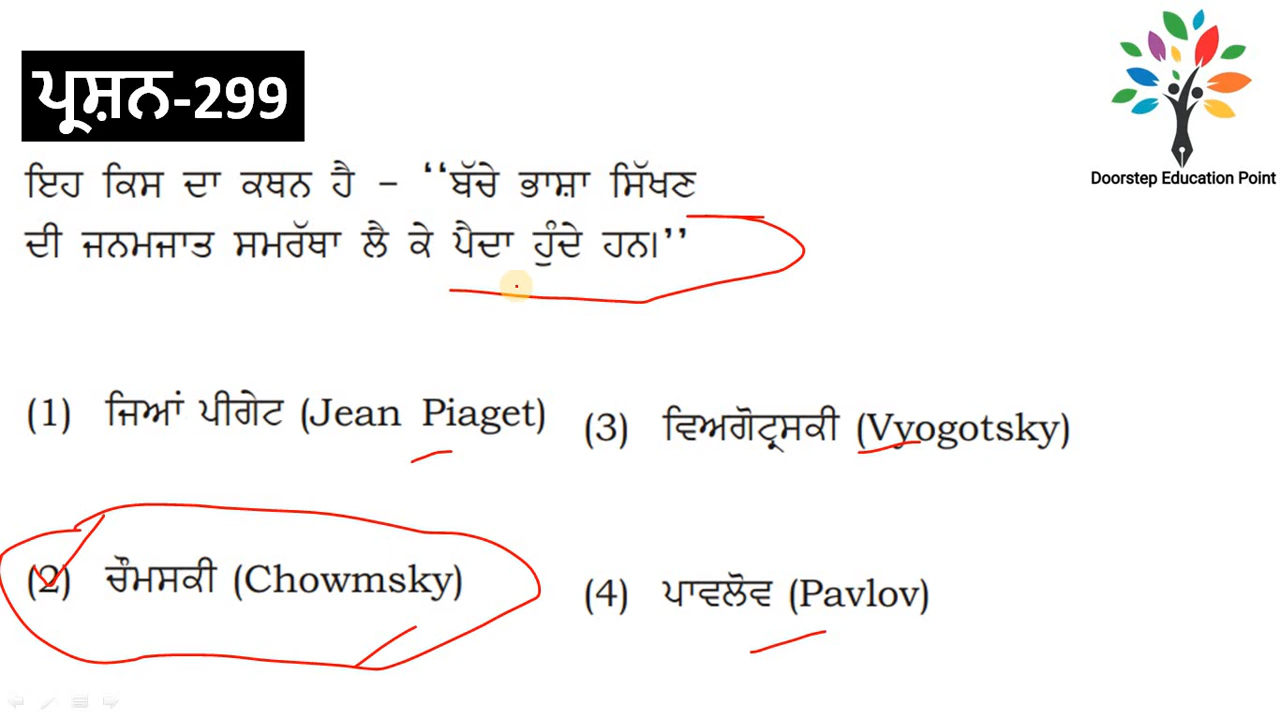 ਪ੍ਰਸ਼ਨ-299
Doorstep Education Point
ਇਹ ਕਿਸ ਦਾ ਕਥਨ ਹੈ – ‘‘ਬੱਚੇ ਭਾਸ਼ਾ ਸਿੱਖਣ
ਦੀ ਜਨਮਜਾਤ ਸਮਰੱਥਾ ਲੈ ਕੇ ਪੈਦਾ ਹੁੰਦੇ ਹਨ।’’
(1) ਜਿਆਂ ਪੀਗੇਟ (Jean Piaget)
(2) ਚੌਮਸਕੀ (Chowmsky)
(3) ਵਿਅਗੋਟ੍ਰਸਕੀ (Vyogotsky)
(4) ਪਾਵਲੋਵ (Pavlov)